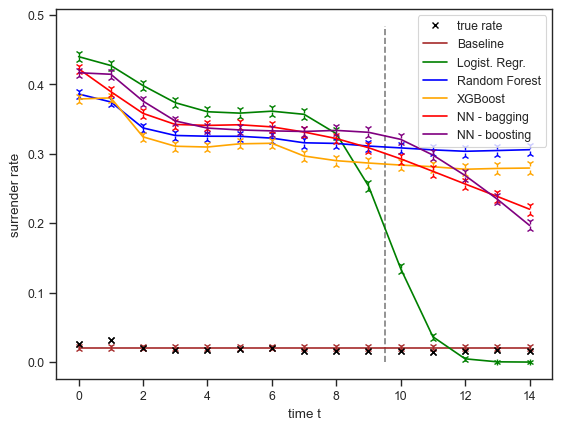 0.5
0.4
0.3
0.2
0.1
0.0
surrender rate
true rate
Baseline
Logist. Regr.
Random Forest
XGBoost
NN - bagging
NN - boosting
0 2 4 6 8 10 12 14
time t